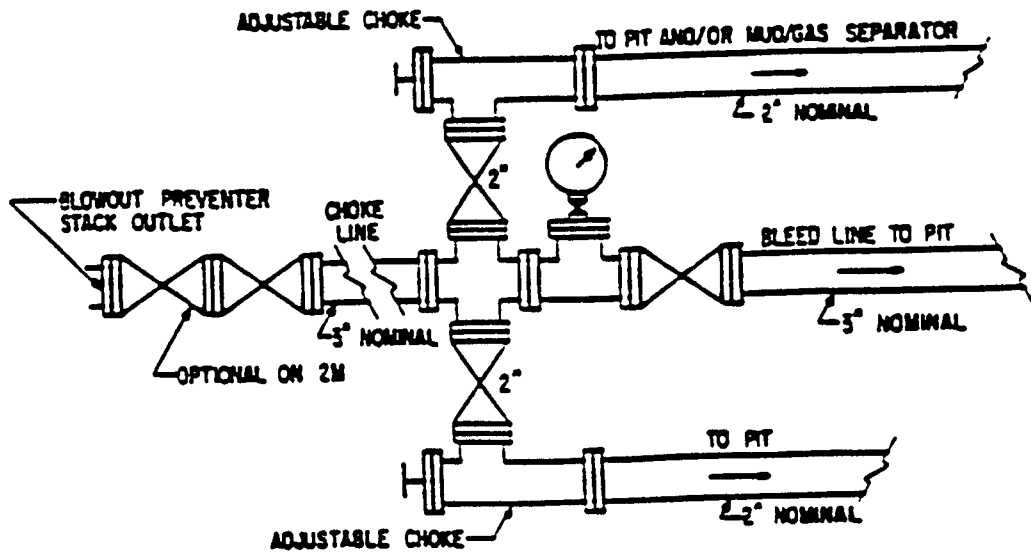 ADJUSTABLE CHOKE
TO PIT AND/OR MUD/GAS SEPARATOR
2" NOMINAL
2"
BLOWOUT PREVENTER
STACK OUTLET
CHOKE
LINE
BLEED LINE TO PIT
3" NOMINAL
3" NOMINAL
OPTIONAL ON 2M
2"
TO PIT
2" NOMINAL
ADJUSTABLE CHOKE